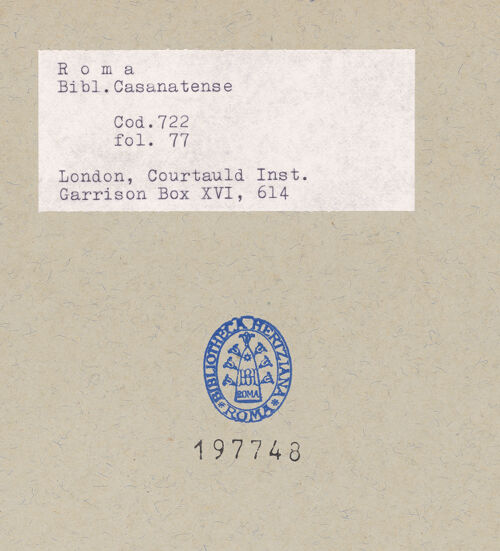 R o m a
Bibl.Casanatense
Cod.722
fol. 77
London, Courtauld Inst.
Garrison Box XVI, 614
BIBLIOTHECA HERTZIANA
ROMA
*ROMA*
197748